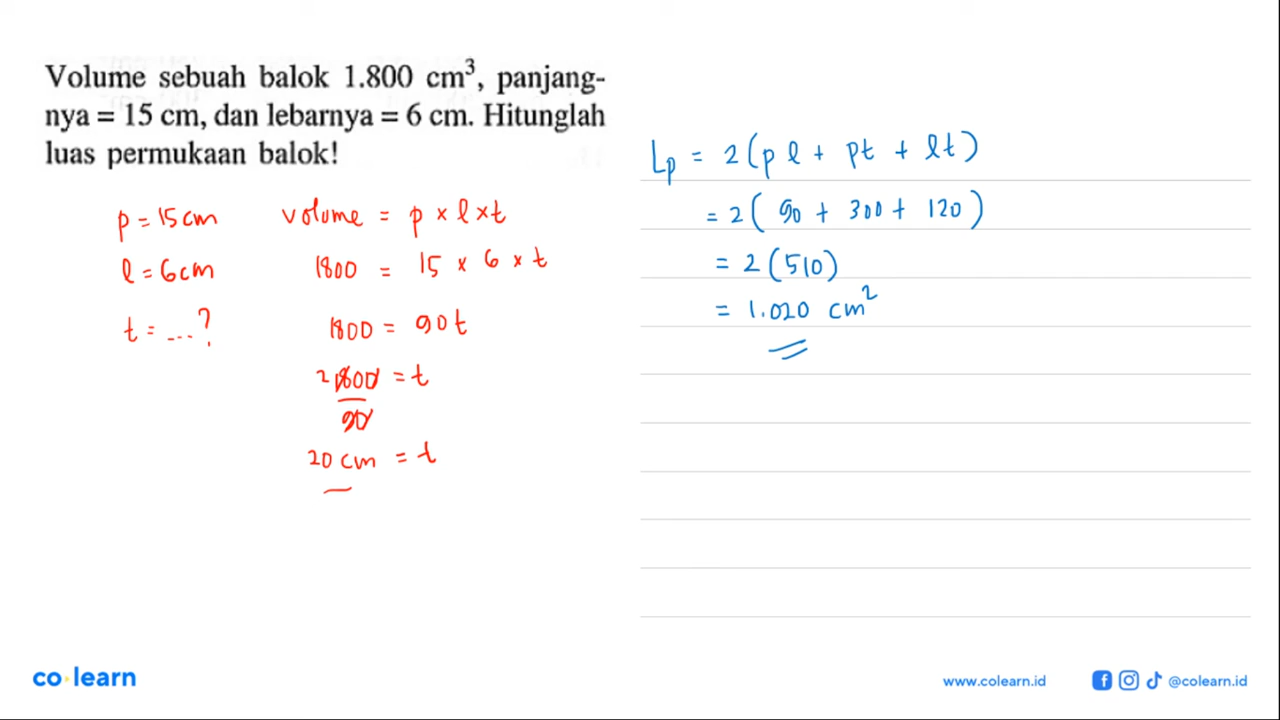 Volume sebuah balok 1.800 cm³, panjang-
nya = 15 cm, dan lebarnya = 6 cm. Hitunglah
luas permukaan balok!
p = 15 cm
l = 6 cm
t = ...?
volume = p × l × t
1800 = 15 × 6 × t
1800 = 90t
2 1800 = t
90
20 cm = t
Lp = 2(pl + pt + lt)
= 2(90 + 300 + 120)
= 2(510)
= 1.020 cm²
co learn
www.colearn.id
@colearn.id